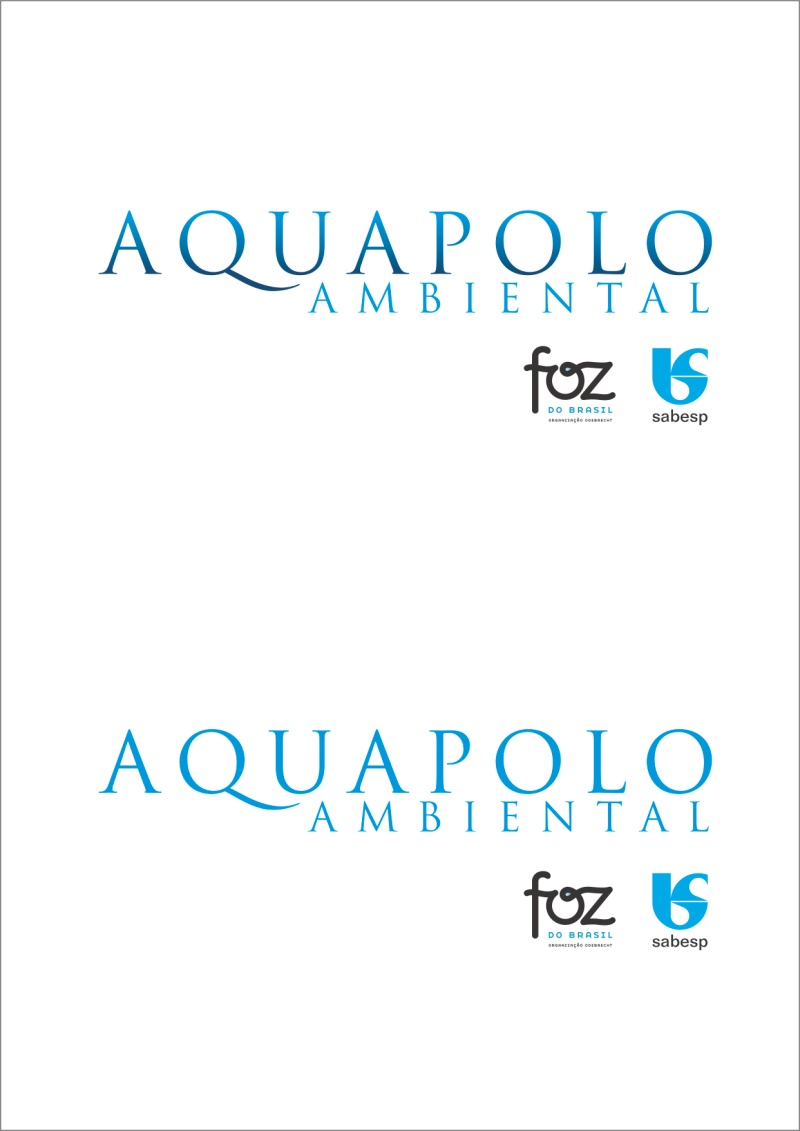 AQUAPOLO
AMBIENTAL
foz
DO BRASIL
ORGANIZAÇÃO ODEBRECHT
sabesp
AQUAPOLO
AMBIENTAL
foz
DO BRASIL
ORGANIZAÇÃO ODEBRECHT
sabesp